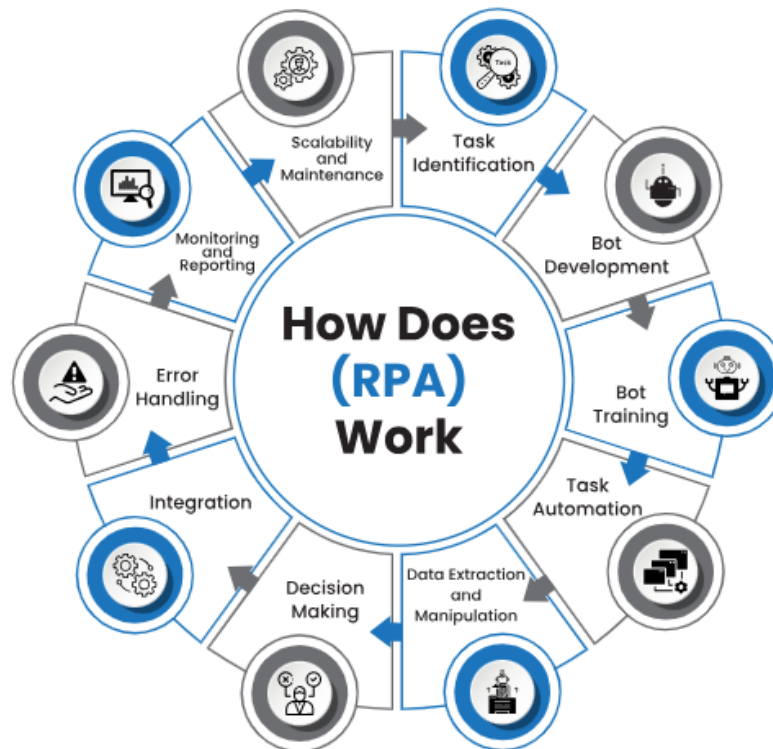 How Does
(RPA)
Work
Task
Task
Identification
Bot
Development
Bot
Training
Task
Automation
Data Extraction
and
Manipulation
Decision
Making
Integration
Error
Handling
Monitoring
and
Reporting
Scalability
and
Maintenance